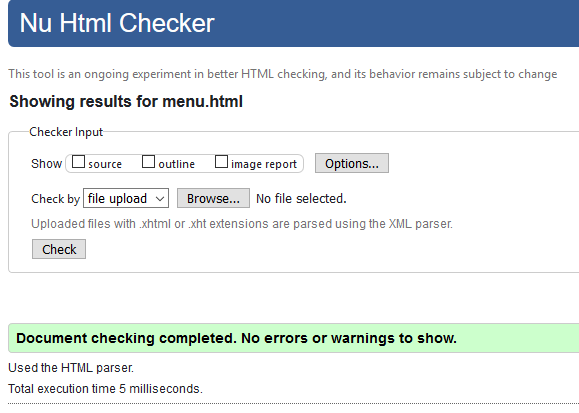 Nu Html Checker
This tool is an ongoing experiment in better HTML checking, and its behavior remains subject to change
Showing results for menu.html
Checker Input
Show source outline image report Options...
Check by file upload Browse... No file selected.
Uploaded files with .xhtml or .xht extensions are parsed using the XML parser.
Check
Document checking completed. No errors or warnings to show.
Used the HTML parser.
Total execution time 5 milliseconds.